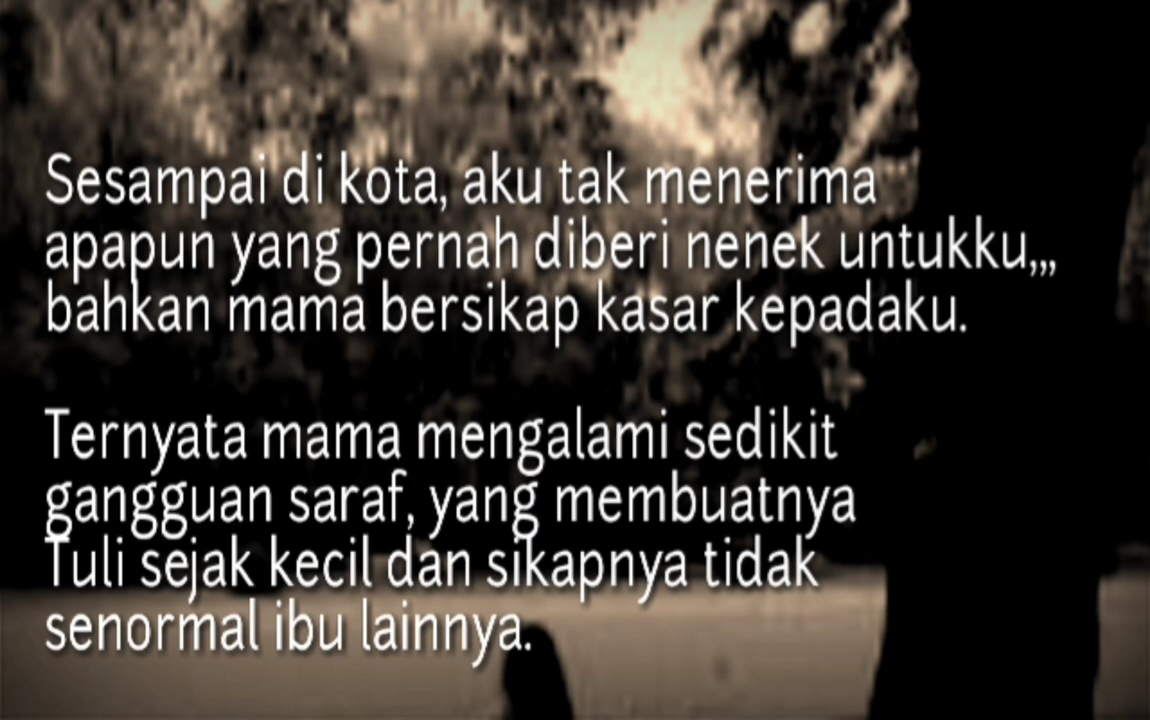 Sesampai di kota, aku tak menerima
apapun yang pernah diberi nenek untukku,,,
bahkan mama bersikap kasar kepadaku.
Ternyata mama mengalami sedikit
gangguan saraf, yang membuatnya
Tuli sejak kecil dan sikapnya tidak
senormal ibu lainnya.